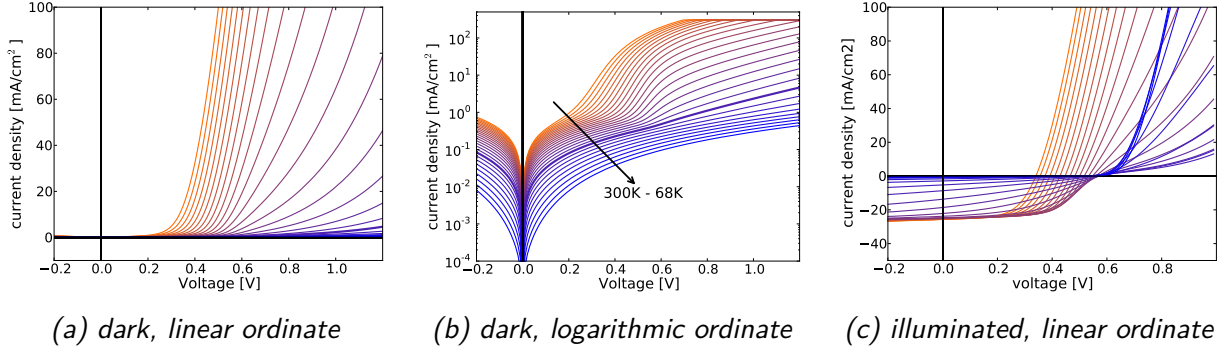 100
80
60
40
20
0
−0.2 0.0 0.2 0.4 0.6 0.8 1.0
Voltage [V]
current density [mA/cm²]
(a) dark, linear ordinate
10²
10¹
10⁰
10⁻¹
10⁻²
10⁻³
10⁻⁴
−0.2 0.0 0.2 0.4 0.6 0.8 1.0
Voltage [V]
current density [mA/cm² ]
300K - 68K
(b) dark, logarithmic ordinate
100
80
60
40
20
0
−20
−40
−0.2 0.0 0.2 0.4 0.6 0.8
voltage [V]
current density [mA/cm2]
(c) illuminated, linear ordinate